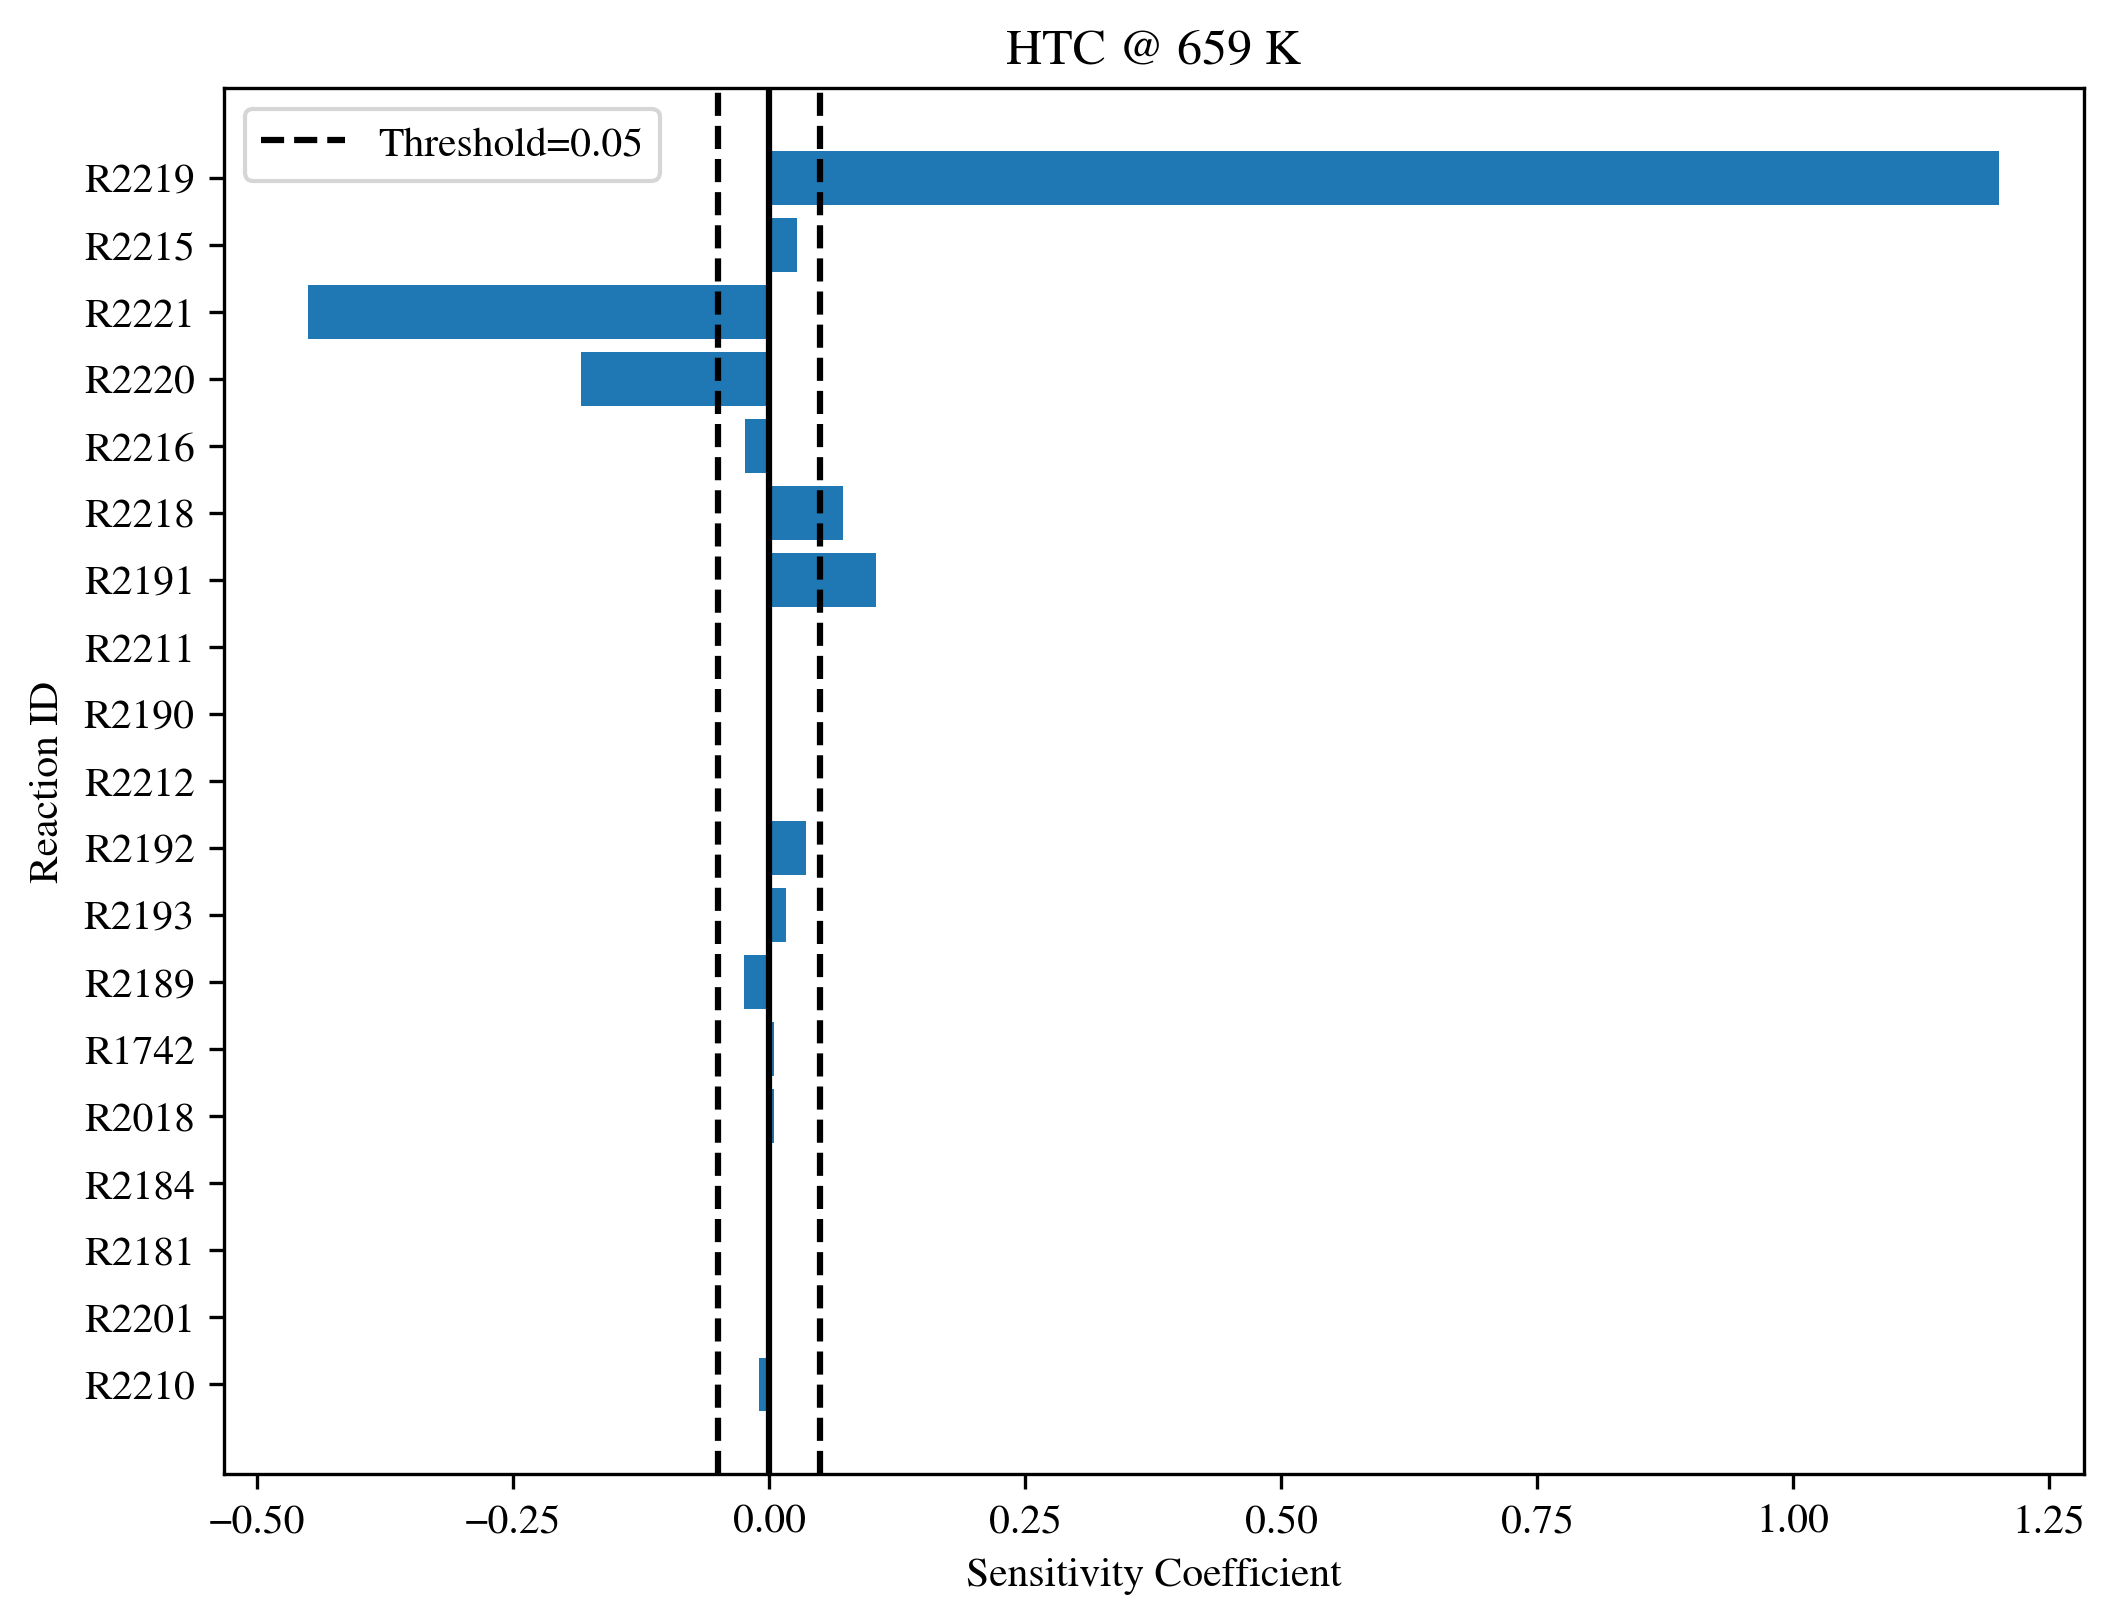 HTC @ 659 K
Threshold=0.05
R2219
R2215
R2221
R2220
R2216
R2218
R2191
R2211
R2190
R2212
R2192
R2193
R2189
R1742
R2018
R2184
R2181
R2201
R2210
Reaction ID
−0.50 −0.25 0.00 0.25 0.50 0.75 1.00 1.25
Sensitivity Coefficient